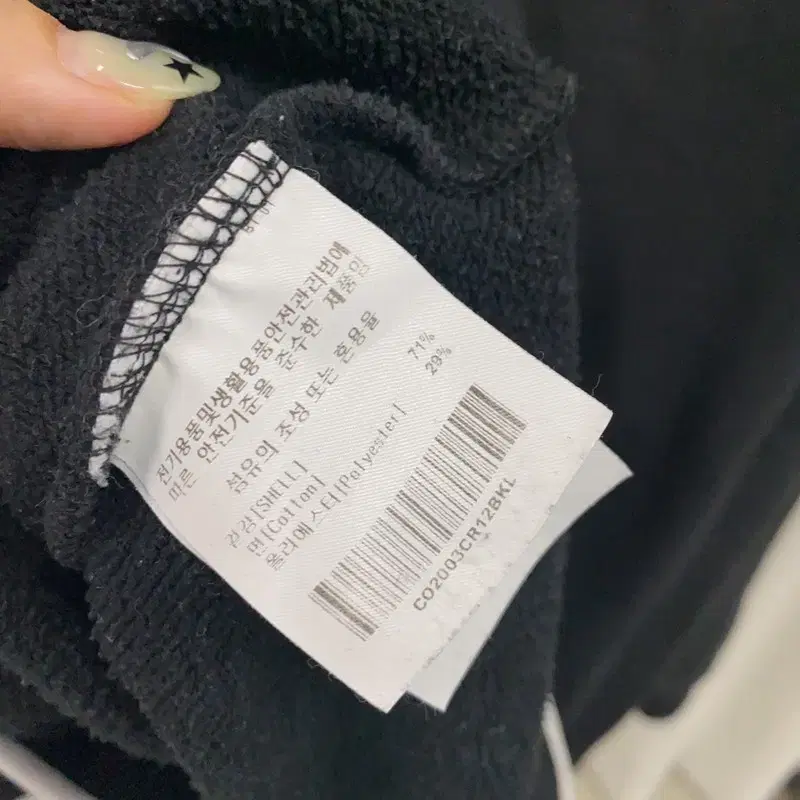 전기용품및생활용품안전관리법에
따른 안전기준을 준수한 제품임
섬유의 조성 또는 혼용율
겉감[SHELL]
면[Cotton] 71%
폴리에스터[Polyester] 29%
CO2003CR12BKL